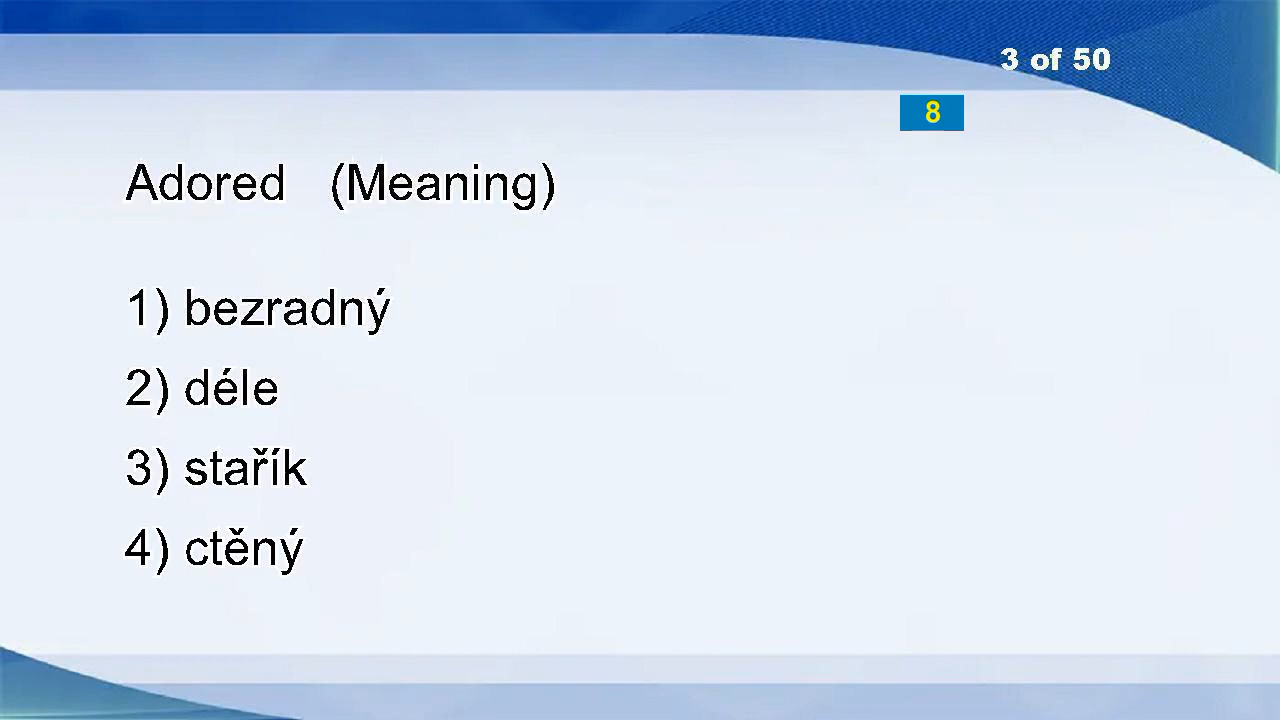 3 of 50
8
Adored (Meaning)
1) bezradný
2) déle
3) stařík
4) ctěný